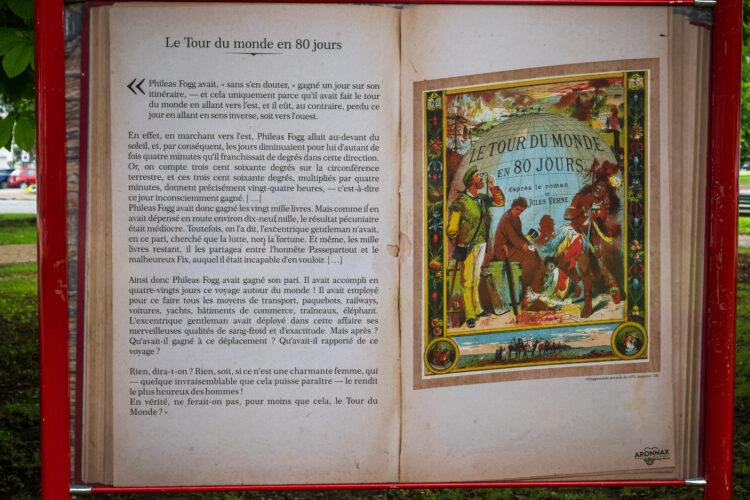 Le Tour du monde en 80 jours
« Phileas Fogg avait, « sans s'en douter, » gagné un jour sur son
itinéraire, — et cela uniquement parce qu'il avait fait le tour
du monde en allant vers l'est, et il eût, au contraire, perdu ce
jour en allant en sens inverse, soit vers l'ouest.
En effet, en marchant vers l'est, Phileas Fogg allait au-devant du
soleil, et, par conséquent, les jours diminuaient pour lui d'autant de
fois quatre minutes qu'il franchissait de degrés dans cette direction.
Or, on compte trois cent soixante degrés sur la circonférence
terrestre, et ces trois cent soixante degrés, multipliés par quatre
minutes, donnent précisément vingt-quatre heures, — c'est-à-dire
ce jour inconsciemment gagné. [ ...]
Phileas Fogg avait donc gagné les vingt mille livres. Mais comme il en
avait dépensé en route environ dix-neuf mille, le résultat pécuniaire
était médiocre. Toutefois, on l'a dit, l'excentrique gentleman n'avait,
en ce pari, cherché que la lutte, non la fortune. Et même, les mille
livres restant, il les partagea entre l'honnête Passepartout et le
malheureux Fix, auquel il était incapable d'en vouloir. [ ...]
Ainsi donc Phileas Fogg avait gagné son pari. Il avait accompli en
quatre-vingts jours ce voyage autour du monde ! Il avait employé
pour ce faire tous les moyens de transport, paquebots, railways,
voitures, yachts, bâtiments de commerce, traîneaux, éléphant.
L'excentrique gentleman avait déployé dans cette affaire ses
merveilleuses qualités de sang-froid et d'exactitude. Mais après ?
Qu'avait-il gagné à ce déplacement ? Qu'avait-il rapporté de ce
voyage ?
Rien, dira-t-on ? Rien, soit, si ce n'est une charmante femme, qui
— quelque invraisemblable que cela puisse paraître — le rendit
le plus heureux des hommes !
En vérité, ne ferait-on pas, pour moins que cela, le Tour du
Monde ? »
LE TOUR DU MONDE
EN 80 JOURS
d'après le roman
DE
JULES VERNE
ARONNAX